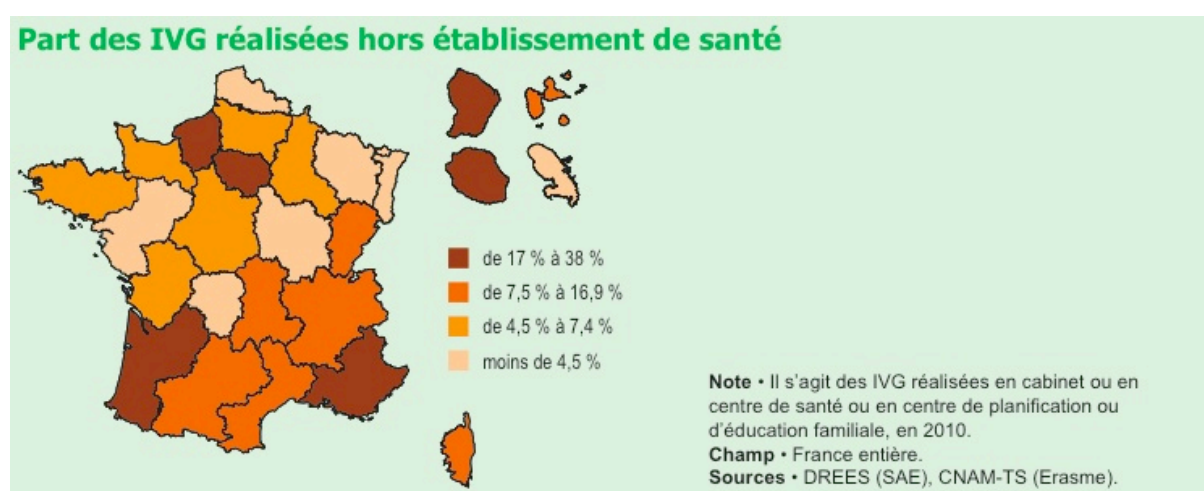 Part des IVG réalisées hors établissement de santé
de 17 % à 38 %
de 7,5 % à 16,9 %
de 4,5 % à 7,4 %
moins de 4,5 %
Note • Il s’agit des IVG réalisées en cabinet ou en
centre de santé ou en centre de planification ou
d’éducation familiale, en 2010.
Champ • France entière.
Sources • DREES (SAE), CNAM-TS (Erasme).